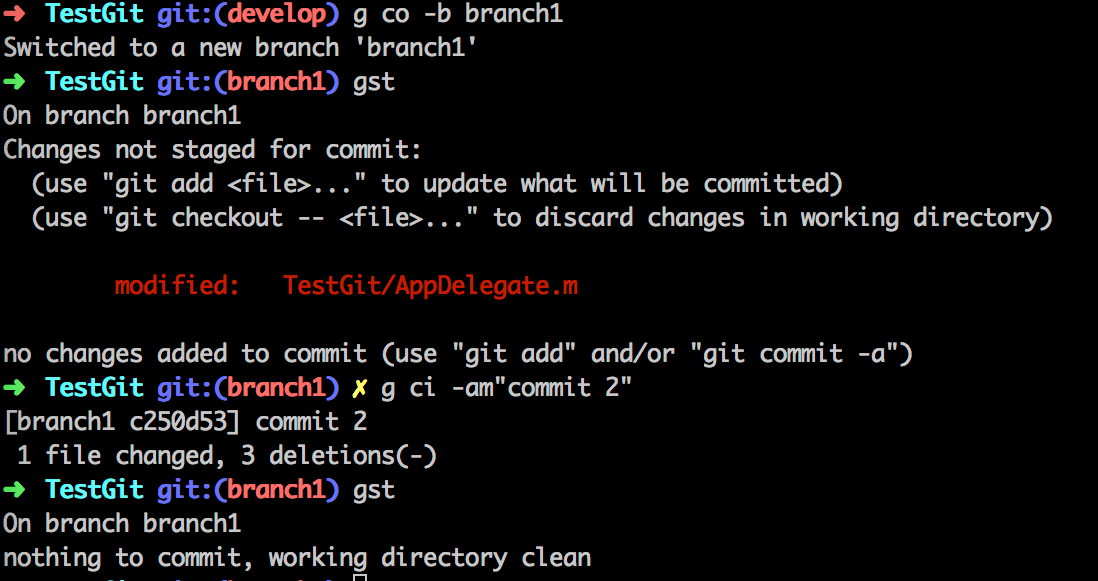 ➜ TestGit git:(develop) g co -b branch1
Switched to a new branch 'branch1'
➜ TestGit git:(branch1) gst
On branch branch1
Changes not staged for commit:
(use "git add <file>..." to update what will be committed)
(use "git checkout -- <file>..." to discard changes in working directory)
modified: TestGit/AppDelegate.m
no changes added to commit (use "git add" and/or "git commit -a")
➜ TestGit git:(branch1) ✗ g ci -am"commit 2"
[branch1 c250d53] commit 2
1 file changed, 3 deletions(-)
➜ TestGit git:(branch1) gst
On branch branch1
nothing to commit, working directory clean